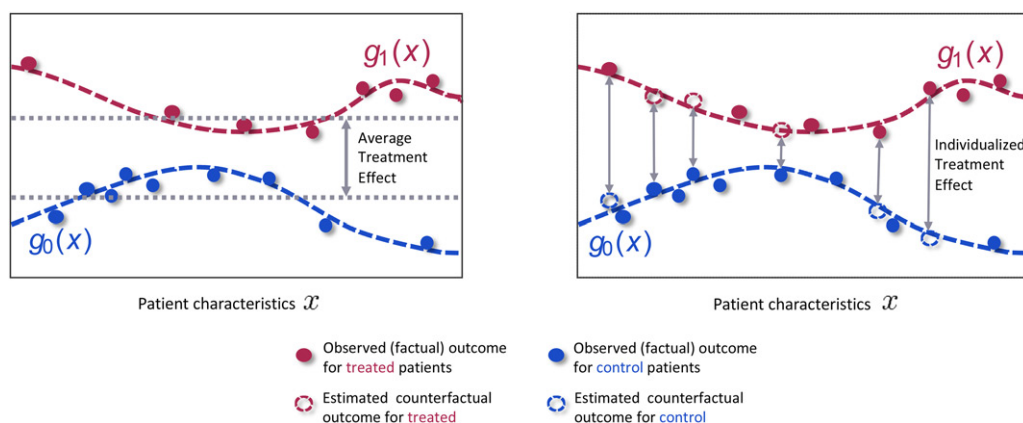 g₁(x)
Average
Treatment
Effect
g₀(x)
Patient characteristics x
g₁(x)
Individualized
Treatment
Effect
g₀(x)
Patient characteristics x
Observed (factual) outcome
for treated patients
Observed (factual) outcome
for control patients
Estimated counterfactual
outcome for treated
Estimated counterfactual
outcome for control